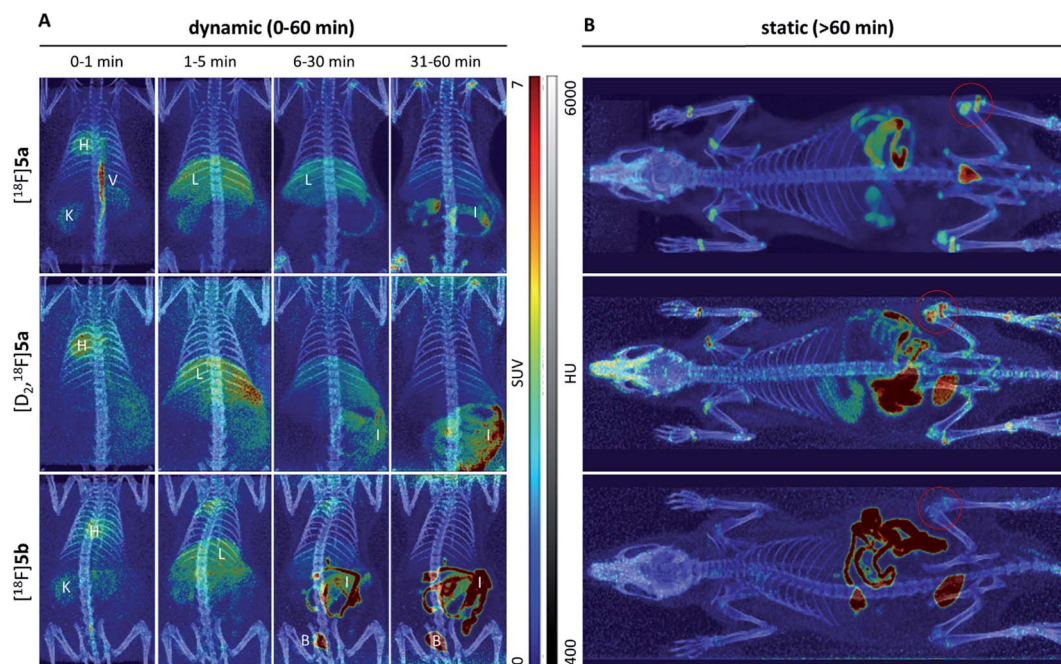 A
dynamic (0-60 min)
0-1 min
1-5 min
6-30 min
31-60 min
[¹⁸F]5a
H
V
K
L
L
I
[D₂,¹⁸F]5a
H
L
I
I
[¹⁸F]5b
H
K
L
I
B
I
B
7
SUV
0
6000
HU
400
B
static (>60 min)